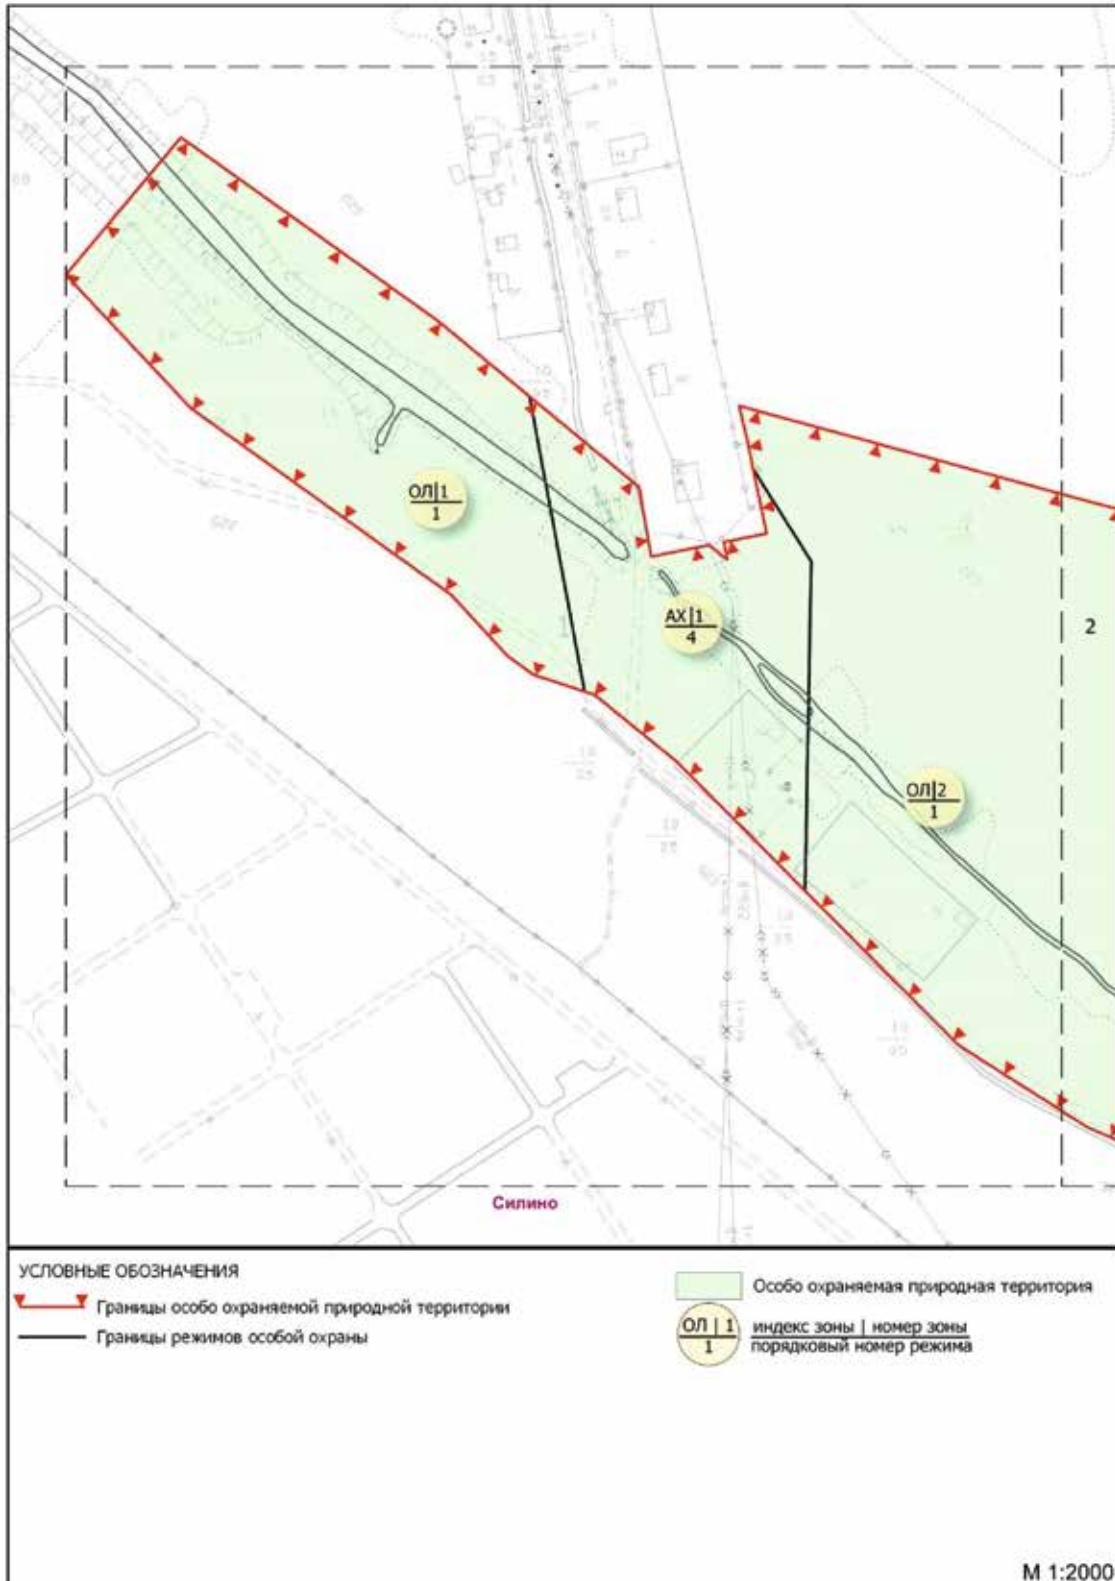 ОЛ|1
1
АХ|1
4
2
ОЛ|2
1
Силино
УСЛОВНЫЕ ОБОЗНАЧЕНИЯ
Границы особо охраняемой природной территории
Границы режимов особой охраны
Особо охраняемая природная территория
ОЛ | 1
1
индекс зоны | номер зоны
порядковый номер режима
М 1:2000